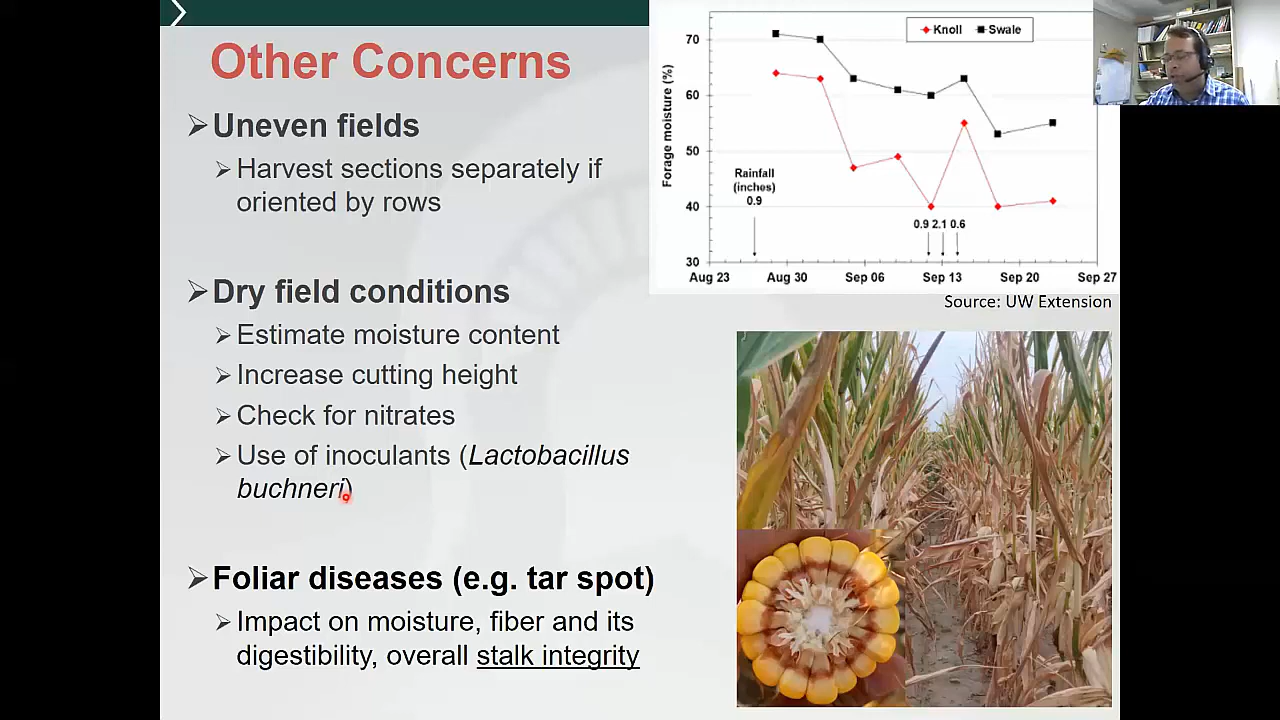 Other Concerns
➢Uneven fields
➢Harvest sections separately if
oriented by rows
➢Dry field conditions
➢Estimate moisture content
➢Increase cutting height
➢Check for nitrates
➢Use of inoculants (Lactobacillus
buchneri)
➢Foliar diseases (e.g. tar spot)
➢Impact on moisture, fiber and its
digestibility, overall stalk integrity
Knoll Swale
Forage moisture (%)
70
60
50
40
30
Rainfall
(inches)
0.9
0.9 2.1 0.6
Aug 23 Aug 30 Sep 06 Sep 13 Sep 20 Sep 27
Source: UW Extension